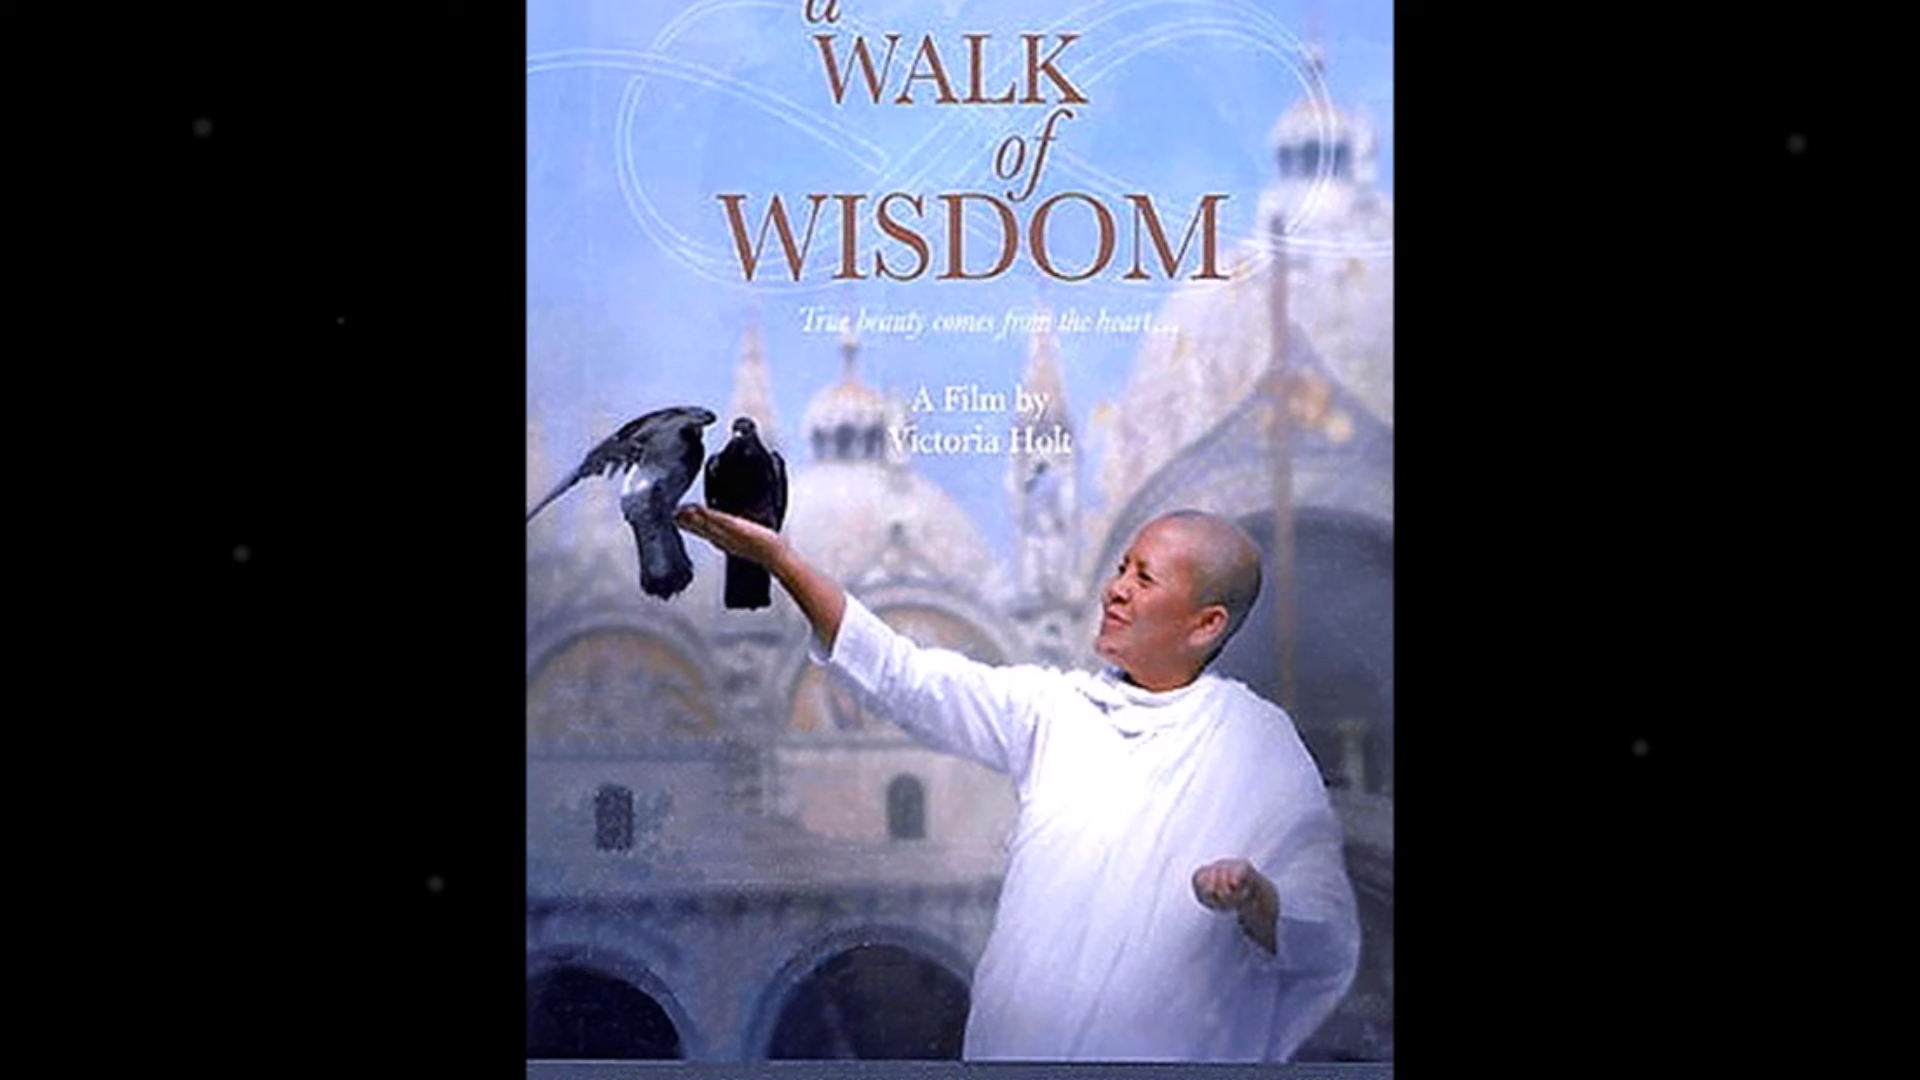 a
WALK
of
WISDOM
True beauty comes from the heart...
A Film by
Victoria Holt